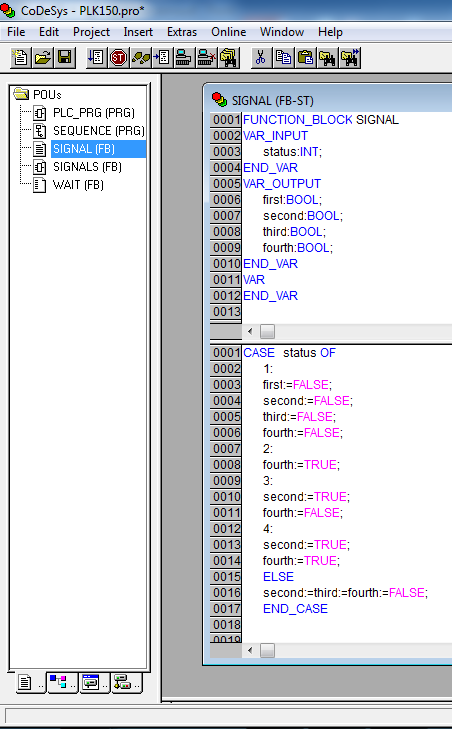 CoDeSys - PLK150.pro*
File Edit Project Insert Extras Online Window Help
POUs
PLC_PRG (PRG)
SEQUENCE (PRG)
SIGNAL (FB)
SIGNALS (FB)
WAIT (FB)
SIGNAL (FB-ST)
0001 FUNCTION_BLOCK SIGNAL
0002 VAR_INPUT
0003 status:INT;
0004 END_VAR
0005 VAR_OUTPUT
0006 first:BOOL;
0007 second:BOOL;
0008 third:BOOL;
0009 fourth:BOOL;
0010 END_VAR
0011 VAR
0012 END_VAR
0013
0001 CASE status OF
0002 1:
0003 first:=FALSE;
0004 second:=FALSE;
0005 third:=FALSE;
0006 fourth:=FALSE;
0007 2:
0008 fourth:=TRUE;
0009 3:
0010 second:=TRUE;
0011 fourth:=FALSE;
0012 4:
0013 second:=TRUE;
0014 fourth:=TRUE;
0015 ELSE
0016 second:=third:=fourth:=FALSE;
0017 END_CASE
0018
0019